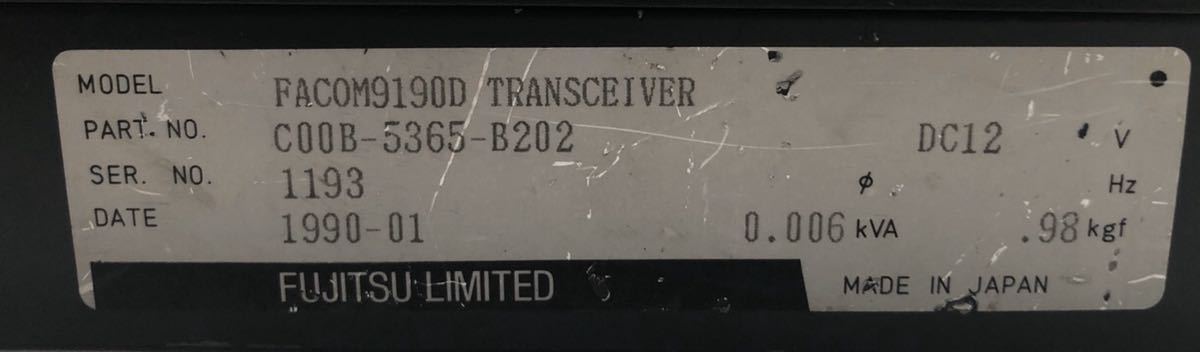 MODEL FACOM9190D TRANSCEIVER
PART. NO. C00B-5365-B202 DC12 V
SER. NO. 1193 φ Hz
DATE 1990-01 0.006 kVA .98 kgf
FUJITSU LIMITED MADE IN JAPAN